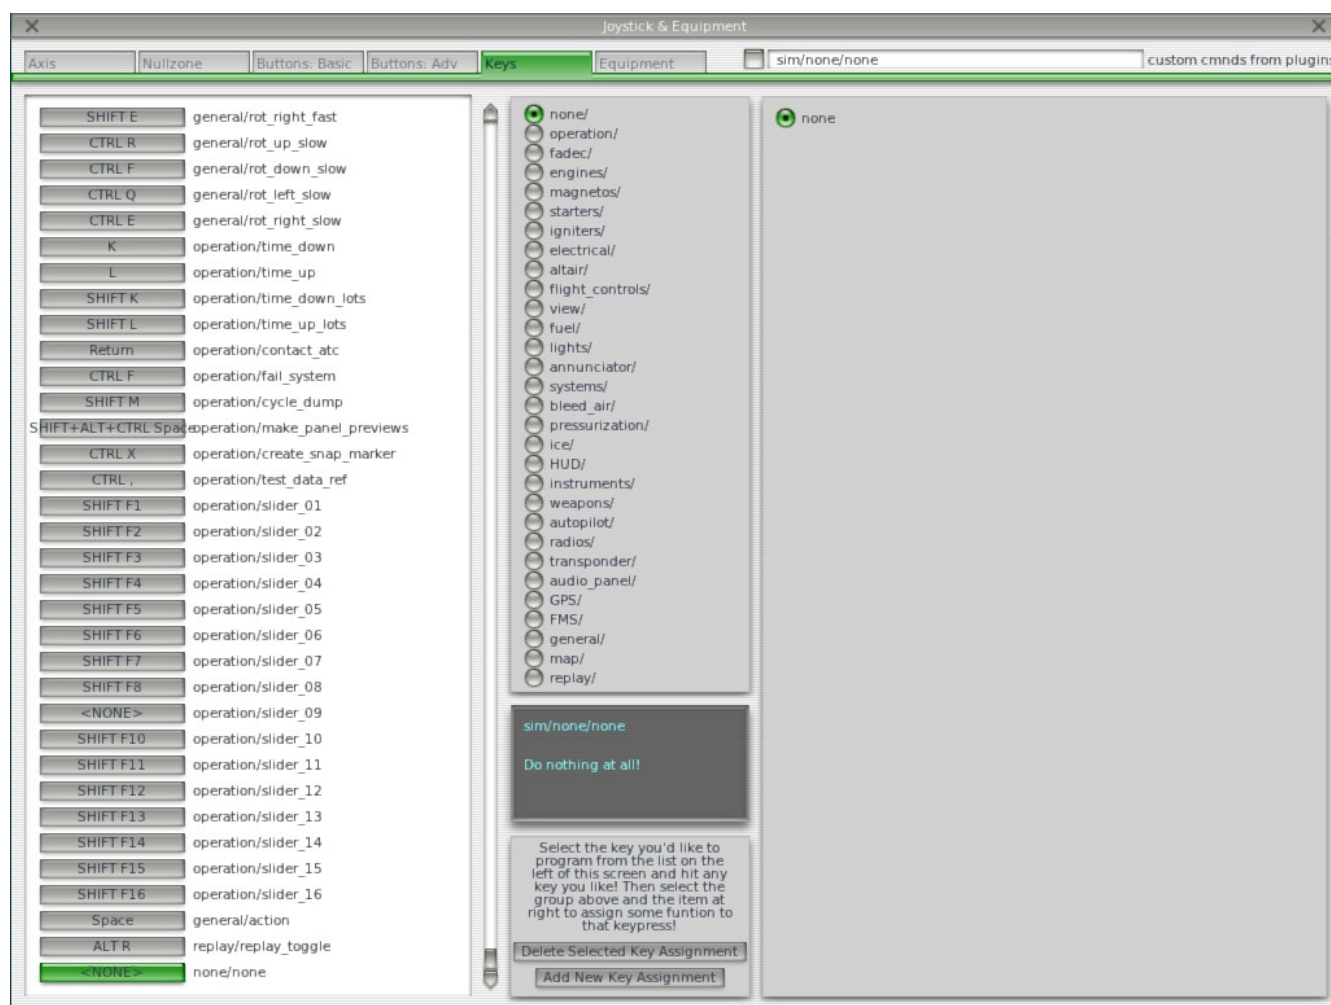 Joystick & Equipment
Axis
Nullzone
Buttons: Basic
Buttons: Adv
Keys
Equipment
sim/none/none
custom cmnds from plugins
SHIFT E general/rot_right_fast
CTRL R general/rot_up_slow
CTRL F general/rot_down_slow
CTRL Q general/rot_left_slow
CTRL E general/rot_right_slow
K operation/time_down
L operation/time_up
SHIFT K operation/time_down_lots
SHIFT L operation/time_up_lots
Return operation/contact_atc
CTRL F operation/fail_system
SHIFT M operation/cycle_dump
SHIFT+ALT+CTRL Space operation/make_panel_previews
CTRL X operation/create_snap_marker
CTRL , operation/test_data_ref
SHIFT F1 operation/slider_01
SHIFT F2 operation/slider_02
SHIFT F3 operation/slider_03
SHIFT F4 operation/slider_04
SHIFT F5 operation/slider_05
SHIFT F6 operation/slider_06
SHIFT F7 operation/slider_07
SHIFT F8 operation/slider_08
<NONE> operation/slider_09
SHIFT F10 operation/slider_10
SHIFT F11 operation/slider_11
SHIFT F12 operation/slider_12
SHIFT F13 operation/slider_13
SHIFT F14 operation/slider_14
SHIFT F15 operation/slider_15
SHIFT F16 operation/slider_16
Space general/action
ALT R replay/replay_toggle
<NONE> none/none
none/
operation/
fadec/
engines/
magnetos/
starters/
igniters/
electrical/
altair/
flight_controls/
view/
fuel/
lights/
annunciator/
systems/
bleed_air/
pressurization/
ice/
HUD/
instruments/
weapons/
autopilot/
radios/
transponder/
audio_panel/
GPS/
FMS/
general/
map/
replay/
sim/none/none
Do nothing at all!
Select the key you'd like to
program from the list on the
left of this screen and hit any
key you like! Then select the
group above and the item at
right to assign some funtion to
that keypress!
Delete Selected Key Assignment
Add New Key Assignment
none